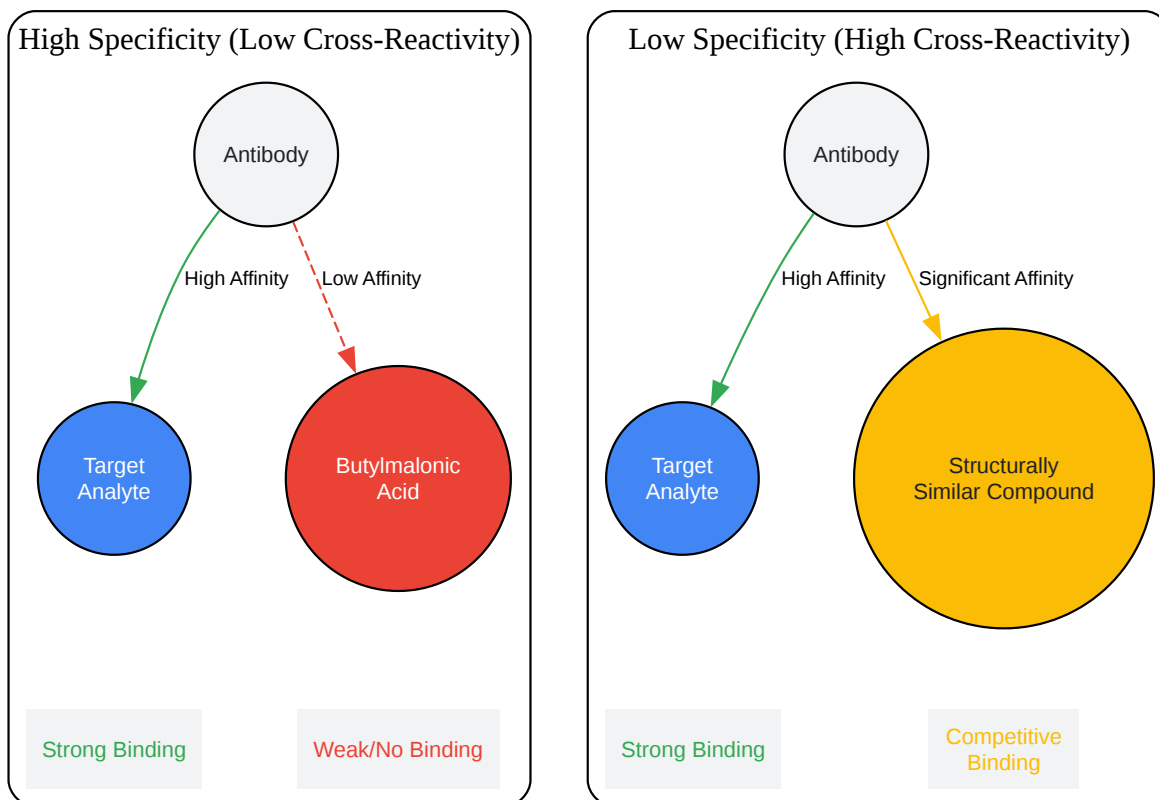 High Specificity (Low Cross-Reactivity)
Antibody
High Affinity
Low Affinity
Target
Analyte
Butylmalonic
Acid
Strong Binding
Weak/No Binding
Low Specificity (High Cross-Reactivity)
Antibody
High Affinity
Significant Affinity
Target
Analyte
Structurally
Similar Compound
Strong Binding
Competitive
Binding